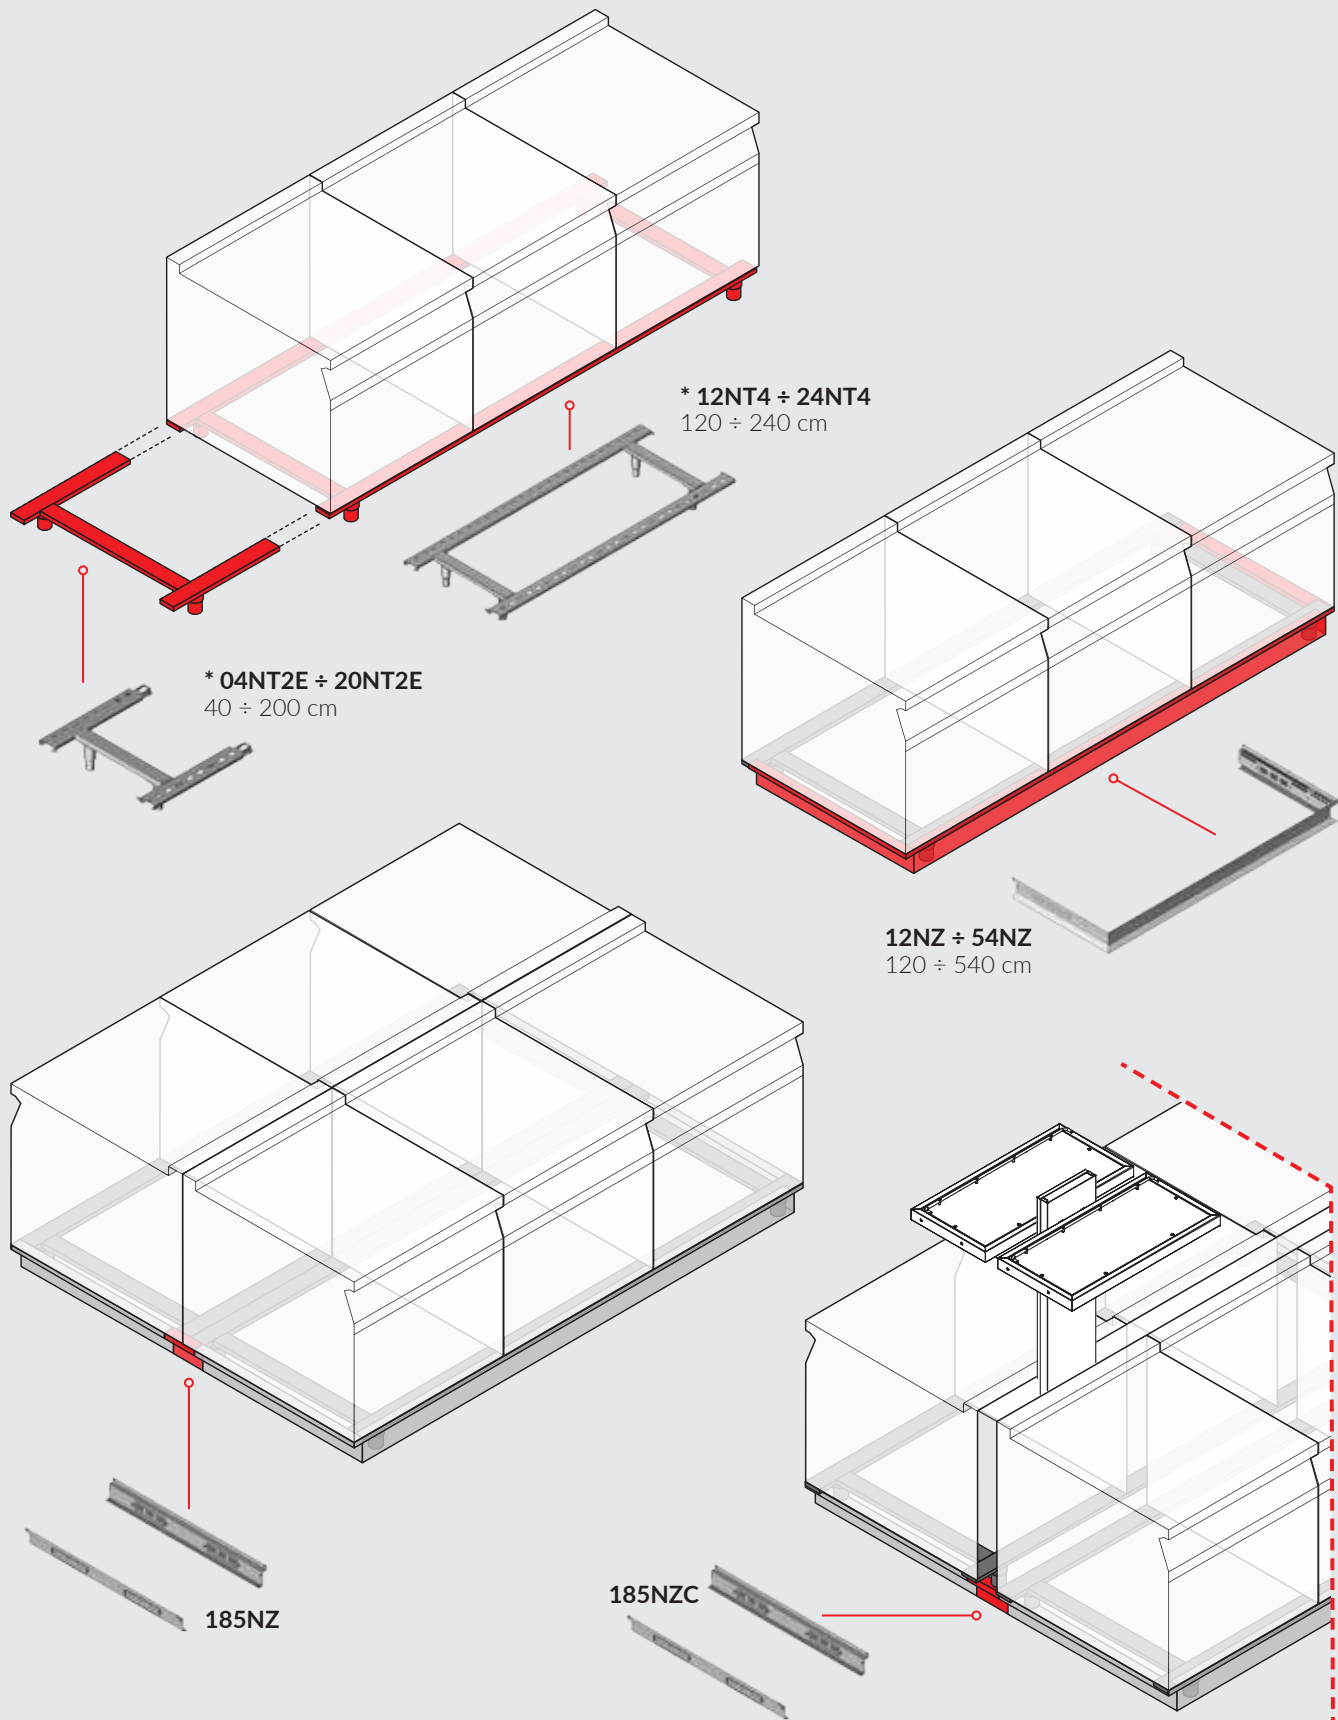 * 12NT4 ÷ 24NT4
120 ÷ 240 cm
* 04NT2E ÷ 20NT2E
40 ÷ 200 cm
12NZ ÷ 54NZ
120 ÷ 540 cm
185NZ
185NZC